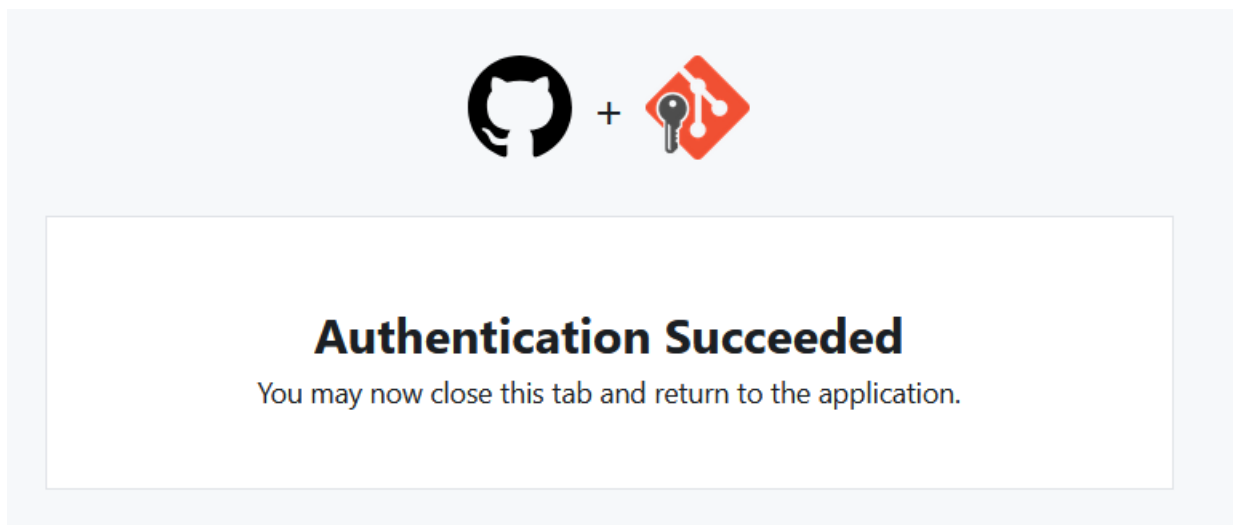 +
Authentication Succeeded
You may now close this tab and return to the application.